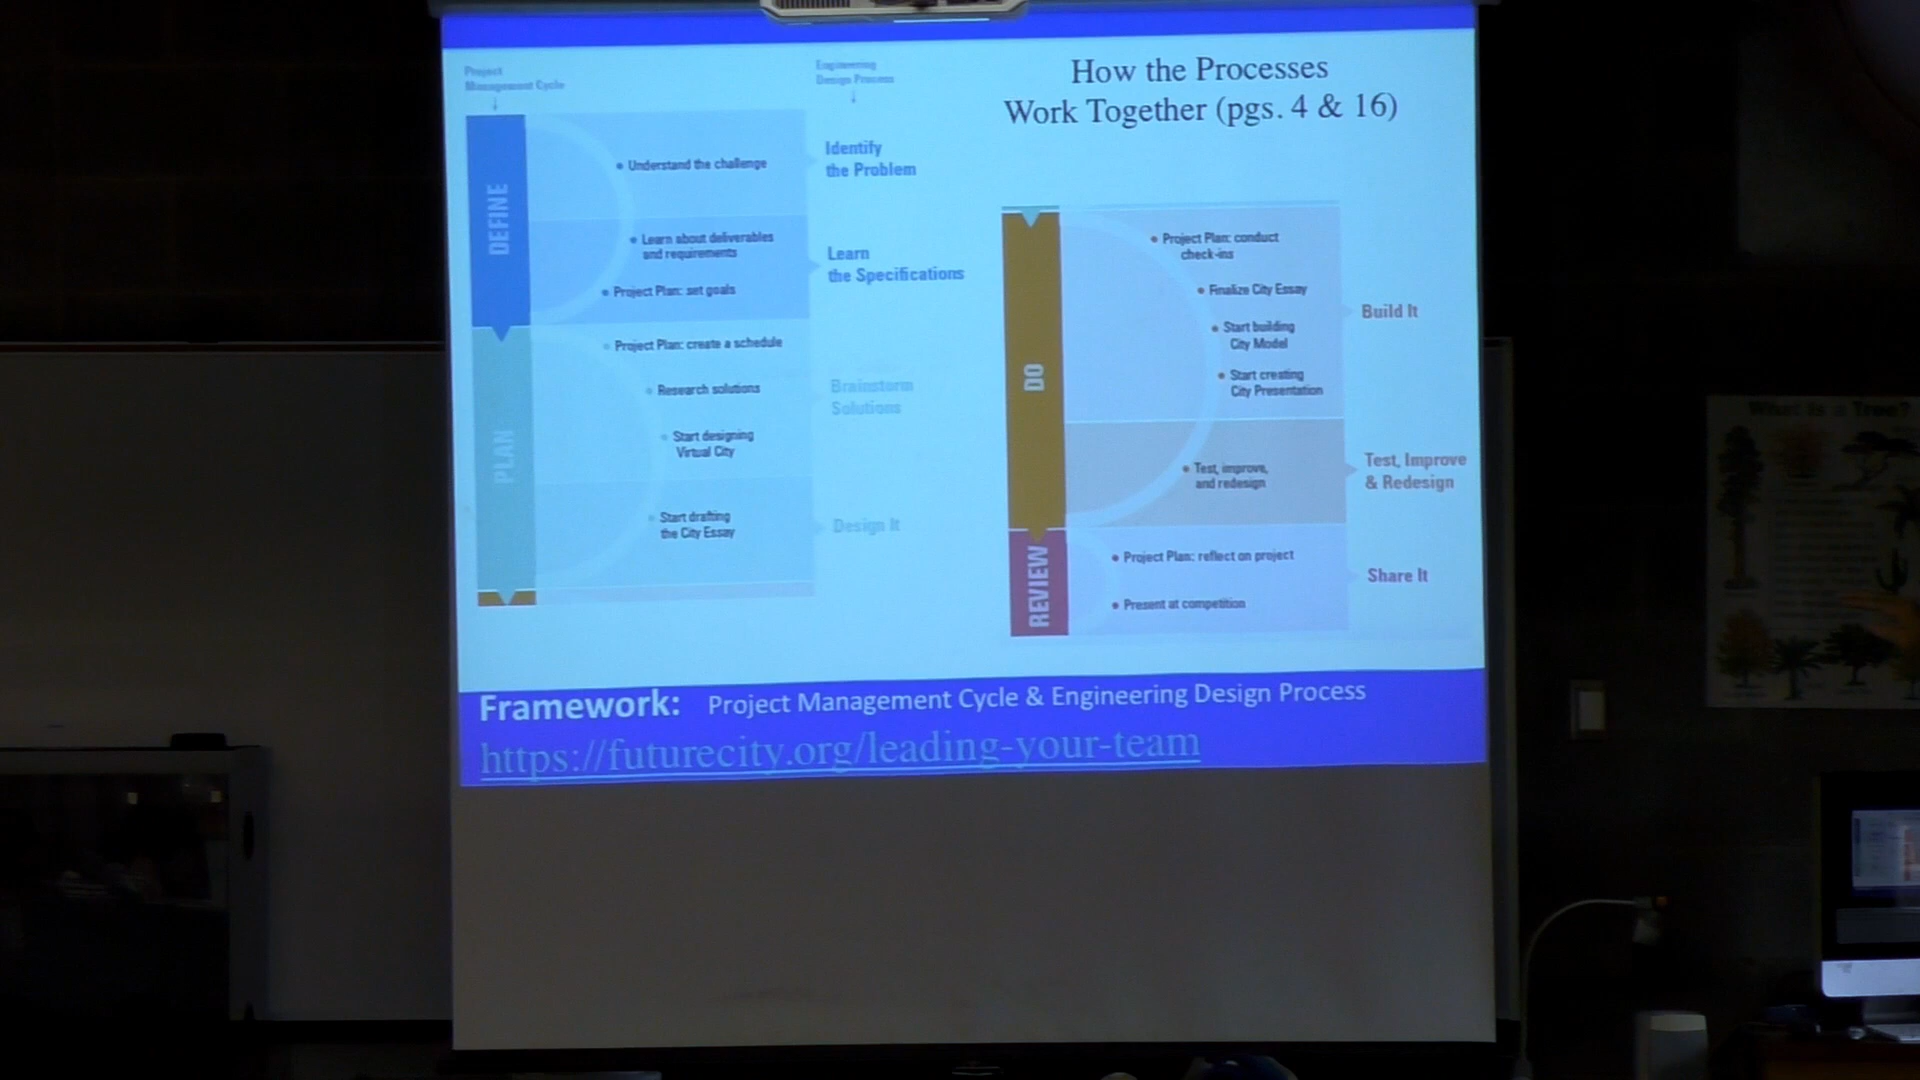 Project
Management Cycle
Engineering
Design Process
How the Processes
Work Together (pgs. 4 & 16)
DEFINE
• Understand the challenge
Identify
the Problem
• Learn about deliverables
and requirements
• Project Plan: set goals
Learn
the Specifications
PLAN
• Project Plan: create a schedule
• Research solutions
• Start designing
Virtual City
Brainstorm
Solutions
• Start drafting
the City Essay
Design It
DO
• Project Plan: conduct
check-ins
• Finalize City Essay
• Start building
City Model
• Start creating
City Presentation
Build It
• Test, improve,
and redesign
Test, Improve
& Redesign
REVIEW
• Project Plan: reflect on project
• Present at competition
Share It
Framework: Project Management Cycle & Engineering Design Process
https://futurecity.org/leading-your-team
What Is a Tree?